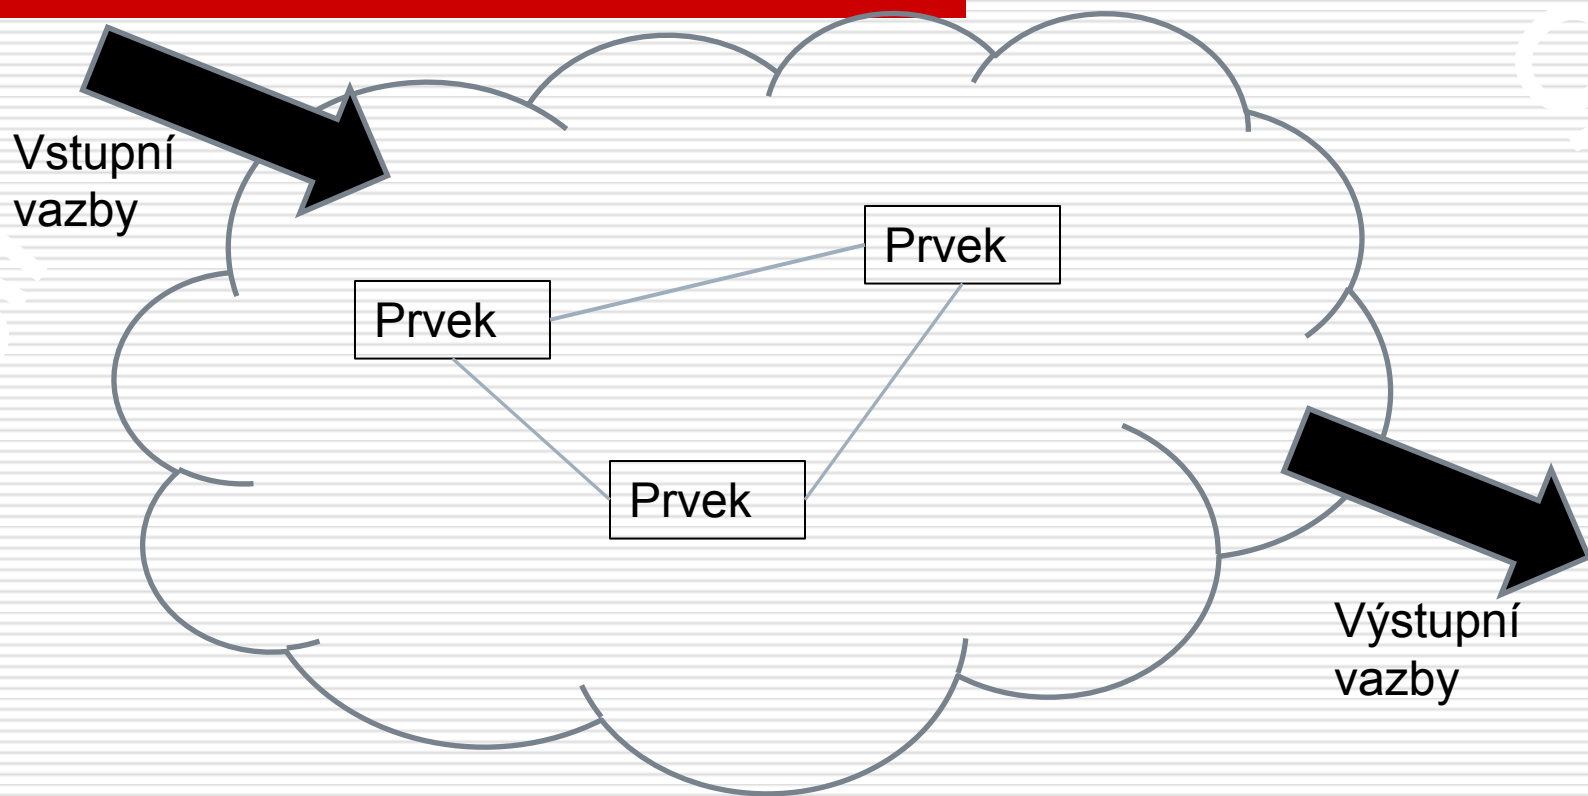 Vstupní
vazby
Prvek
Prvek
Prvek
Výstupní
vazby